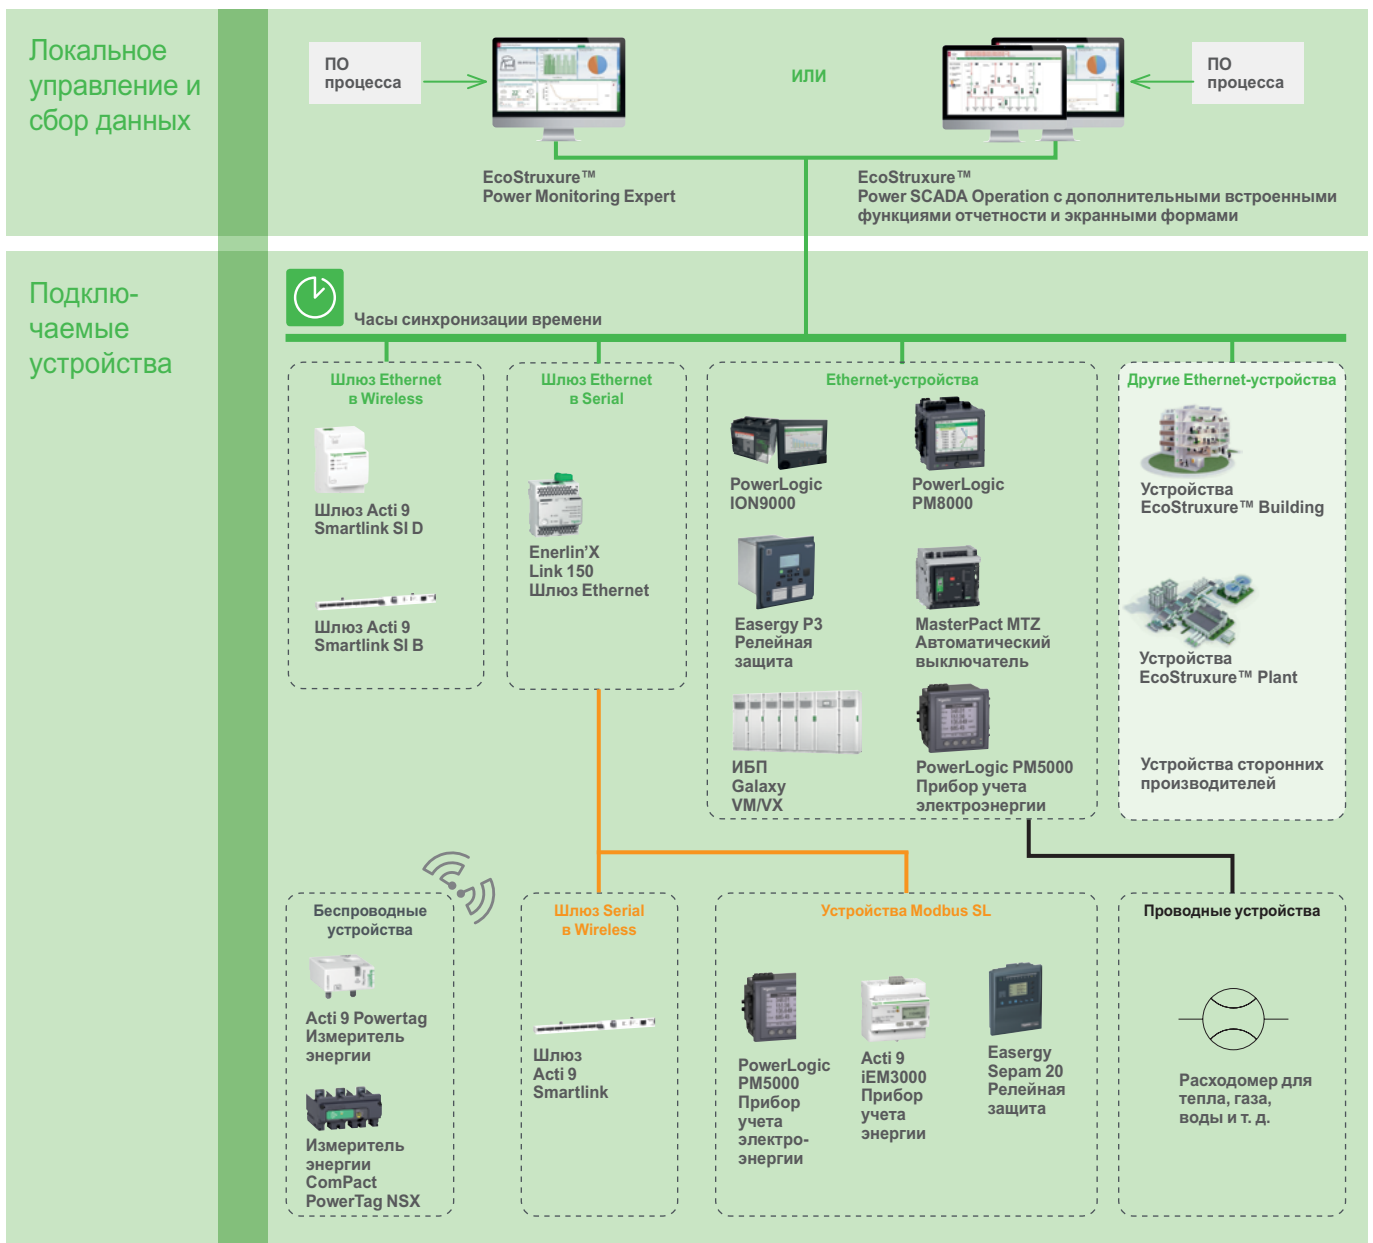 Локальное
управление и
сбор данных
ПО
процесса
ИЛИ
ПО
процесса
EcoStruxure™
Power Monitoring Expert
EcoStruxure™
Power SCADA Operation с дополнительными встроенными
функциями отчетности и экранными формами
Подклю-
чаемые
устройства
Часы синхронизации времени
Шлюз Ethernet
в Wireless
Шлюз Acti 9
Smartlink SI D
Шлюз Acti 9
Smartlink SI B
Шлюз Ethernet
в Serial
Enerlin’X
Link 150
Шлюз Ethernet
Ethernet-устройства
PowerLogic
ION9000
PowerLogic
PM8000
Easergy P3
Релейная
защита
MasterPact MTZ
Автоматический
выключатель
ИБП
Galaxy
VM/VX
PowerLogic PM5000
Прибор учета
электроэнергии
Другие Ethernet-устройства
Устройства
EcoStruxure™ Building
Устройства
EcoStruxure™ Plant
Устройства сторонних
производителей
Беспроводные
устройства
Acti 9 Powertag
Измеритель
энергии
Измеритель
энергии
ComPact
PowerTag NSX
Шлюз Serial
в Wireless
Шлюз
Acti 9
Smartlink
Устройства Modbus SL
PowerLogic
PM5000
Прибор
учета
электро-
энергии
Acti 9
iEM3000
Прибор
учета
энергии
Easergy
Sepam 20
Релейная
защита
Проводные устройства
Расходомер для
тепла, газа,
воды и т. д.